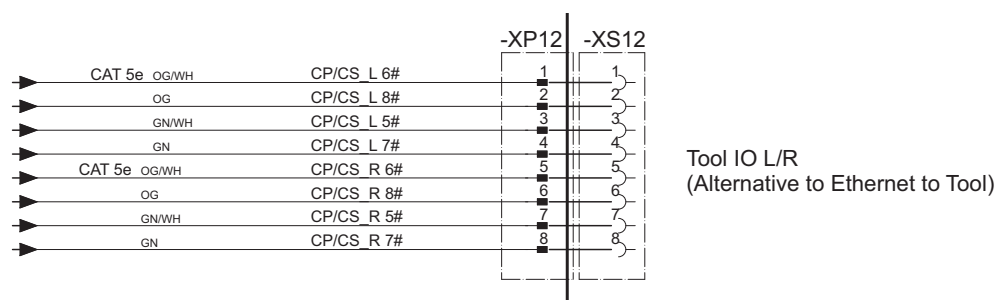 -XP12 -XS12
CAT 5e OG/WH CP/CS_L 6# 1 1
OG CP/CS_L 8# 2 2
GN/WH CP/CS_L 5# 3 3
GN CP/CS_L 7# 4 4
CAT 5e OG/WH CP/CS_R 6# 5 5
OG CP/CS_R 8# 6 6
GN/WH CP/CS_R 5# 7 7
GN CP/CS_R 7# 8 8
Tool IO L/R
(Alternative to Ethernet to Tool)